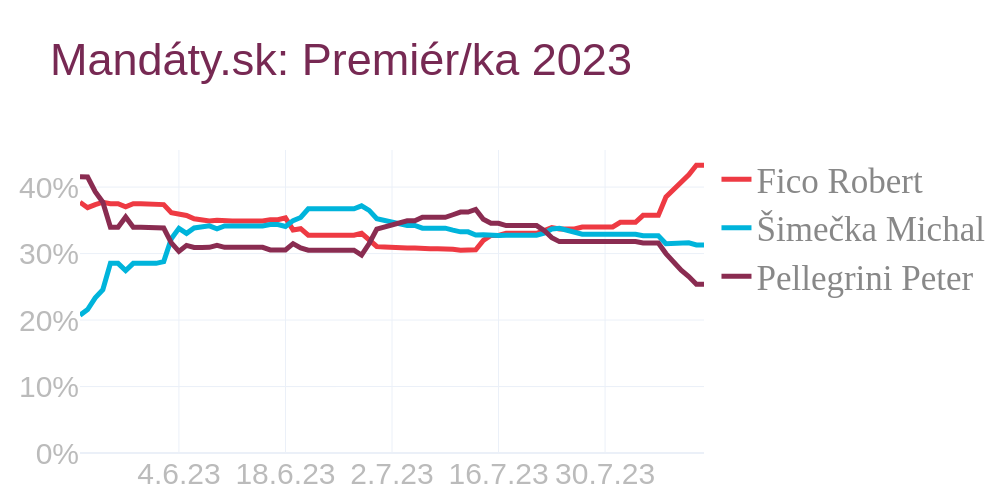 Mandáty.sk: Premiér/ka 2023
40%
30%
20%
10%
0%
4.6.23 18.6.23 2.7.23 16.7.23 30.7.23
Fico Robert
Šimečka Michal
Pellegrini Peter